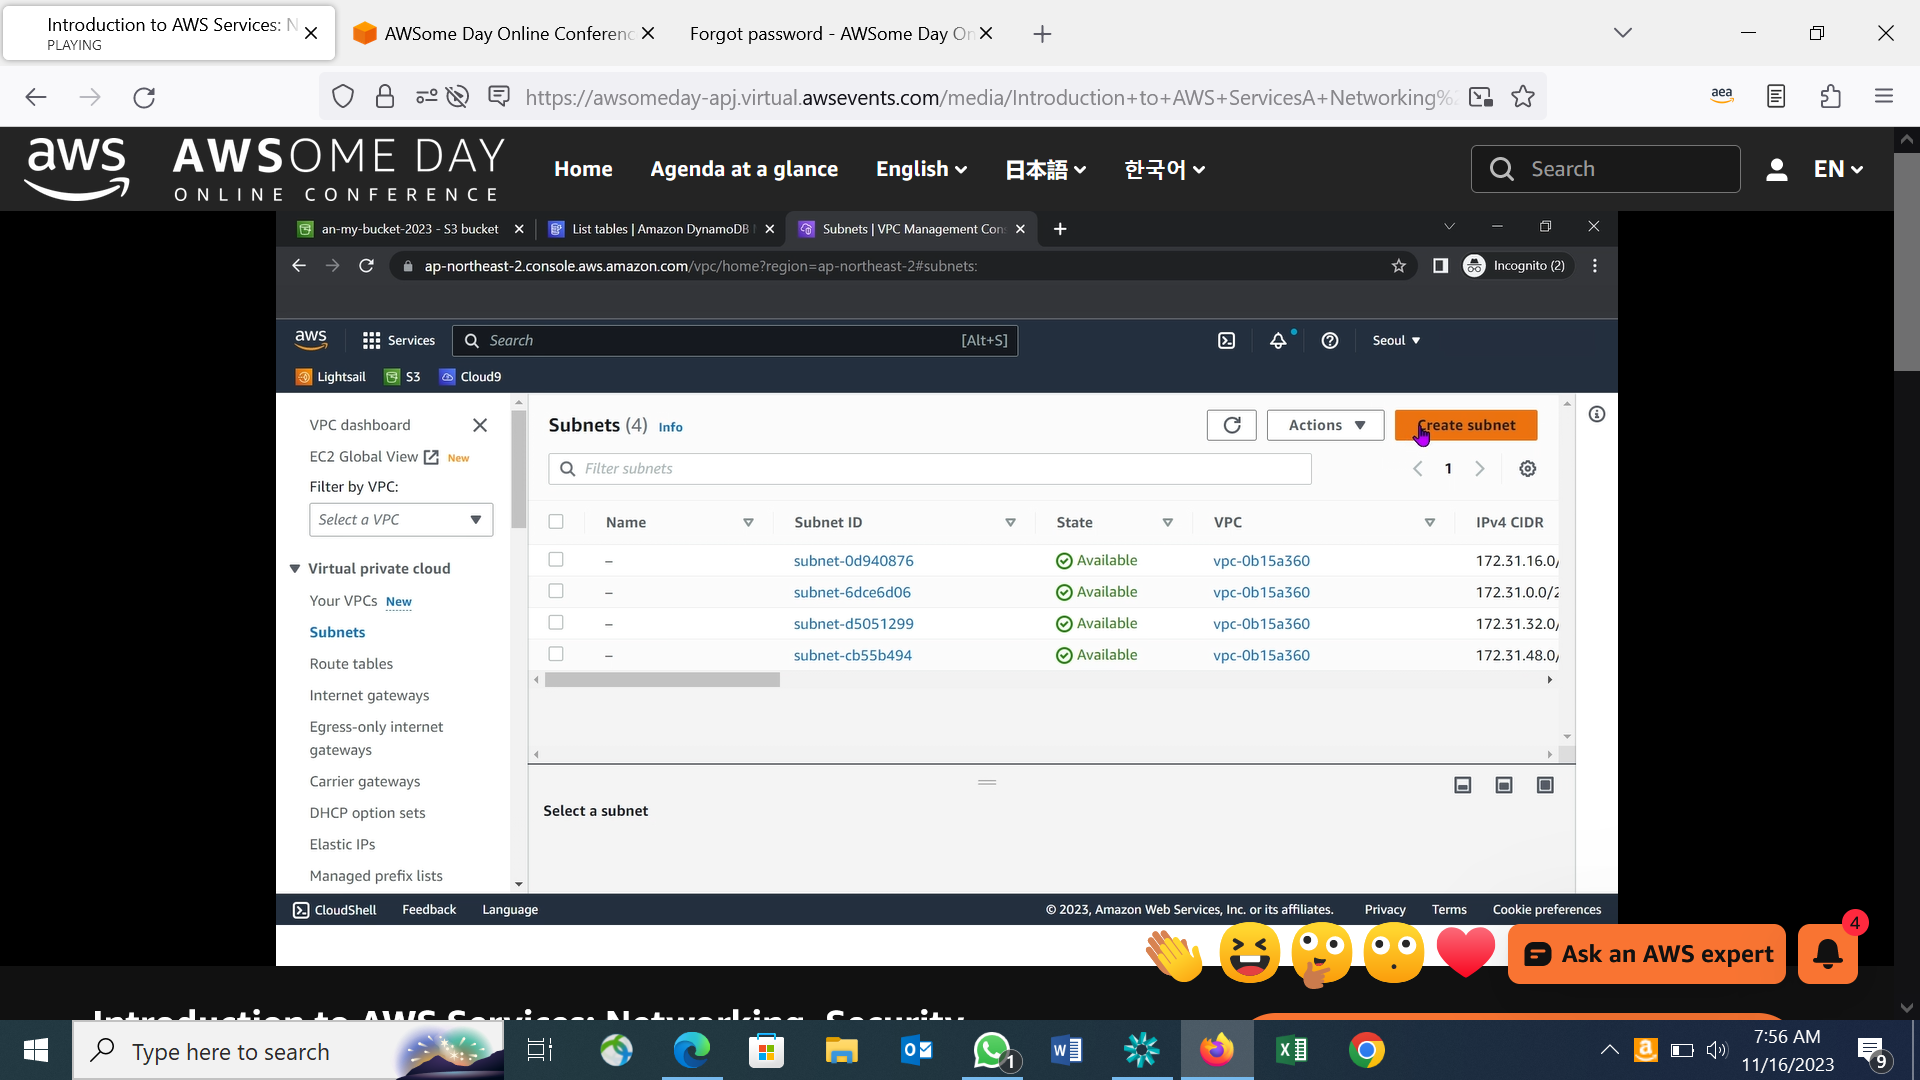 Introduction to AWS Services: N
PLAYING
AWSome Day Online Conferenc
Forgot password - AWSome Day On
https://awsomeday-apj.virtual.awsevents.com/media/Introduction+to+AWS+ServicesA+Networking%2
aea
aws
AWSOME DAY
ONLINE CONFERENCE
Home
Agenda at a glance
English
日本語
한국어
Search
EN
an-my-bucket-2023 - S3 bucket
List tables | Amazon DynamoDB
Subnets | VPC Management Cons
ap-northeast-2.console.aws.amazon.com/vpc/home?region=ap-northeast-2#subnets:
Incognito (2)
aws
Services
Search
[Alt+S]
Seoul
Lightsail
S3
Cloud9
VPC dashboard
EC2 Global View
New
Filter by VPC:
Select a VPC
Virtual private cloud
Your VPCs New
Subnets
Route tables
Internet gateways
Egress-only internet
gateways
Carrier gateways
DHCP option sets
Elastic IPs
Managed prefix lists
Subnets (4) Info
Actions
Create subnet
Filter subnets
1
Name Subnet ID State VPC IPv4 CIDR
– subnet-0d940876 Available vpc-0b15a360 172.31.16.0/
– subnet-6dce6d06 Available vpc-0b15a360 172.31.0.0/2
– subnet-d5051299 Available vpc-0b15a360 172.31.32.0/
– subnet-cb55b494 Available vpc-0b15a360 172.31.48.0/
Select a subnet
CloudShell
Feedback
Language
© 2023, Amazon Web Services, Inc. or its affiliates.
Privacy
Terms
Cookie preferences
Ask an AWS expert
4
Introduction to AWS Services: Networking, Security
Type here to search
1
7:56 AM
11/16/2023
9